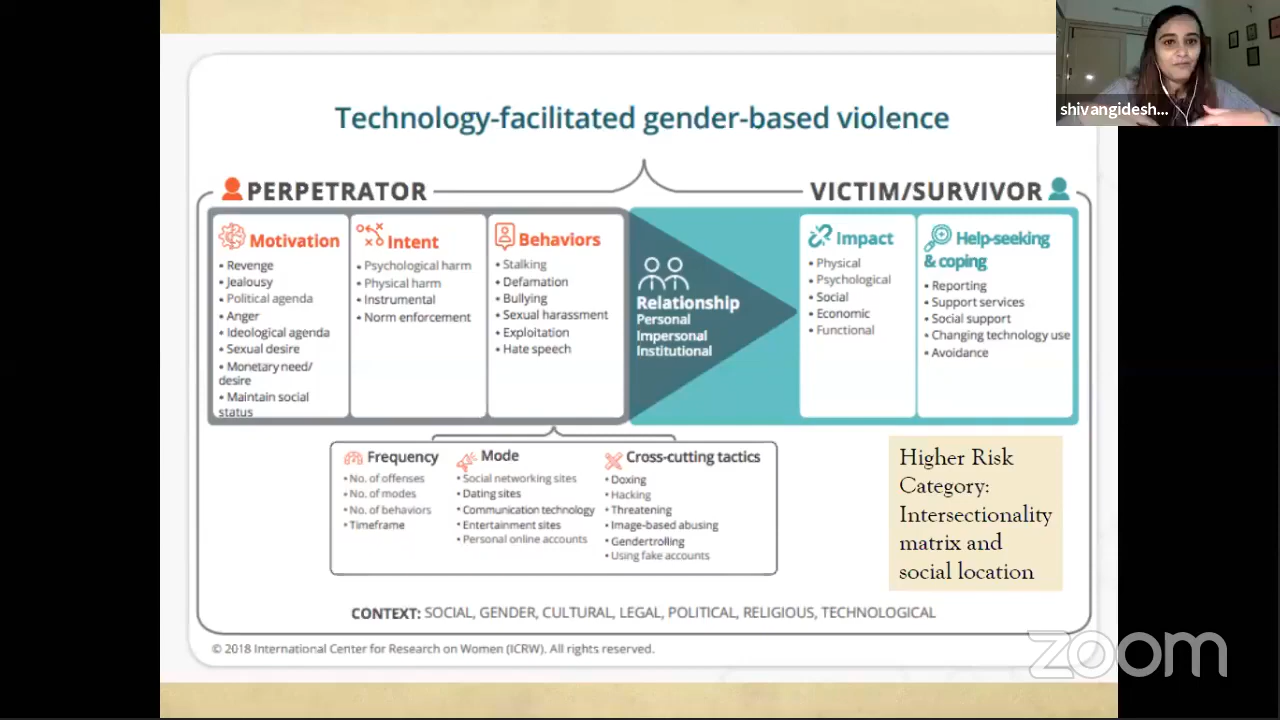 Technology-facilitated gender-based violence
PERPETRATOR
VICTIM/SURVIVOR
Motivation
• Revenge
• Jealousy
• Political agenda
• Anger
• Ideological agenda
• Sexual desire
• Monetary need/
desire
• Maintain social
status
Intent
• Psychological harm
• Physical harm
• Instrumental
• Norm enforcement
Behaviors
• Stalking
• Defamation
• Bullying
• Sexual harassment
• Exploitation
• Hate speech
Relationship
Personal
Impersonal
Institutional
Impact
• Physical
• Psychological
• Social
• Economic
• Functional
Help-seeking
& coping
• Reporting
• Support services
• Social support
• Changing technology use
• Avoidance
Frequency
• No. of offenses
• No. of modes
• No. of behaviors
• Timeframe
Mode
• Social networking sites
• Dating sites
• Communication technology
• Entertainment sites
• Personal online accounts
Cross-cutting tactics
• Doxing
• Hacking
• Threatening
• Image-based abusing
• Gendertrolling
• Using fake accounts
Higher Risk
Category:
Intersectionality
matrix and
social location
CONTEXT: SOCIAL, GENDER, CULTURAL, LEGAL, POLITICAL, RELIGIOUS, TECHNOLOGICAL
© 2018 International Center for Research on Women (ICRW). All rights reserved.
shivangidesh...
zoom